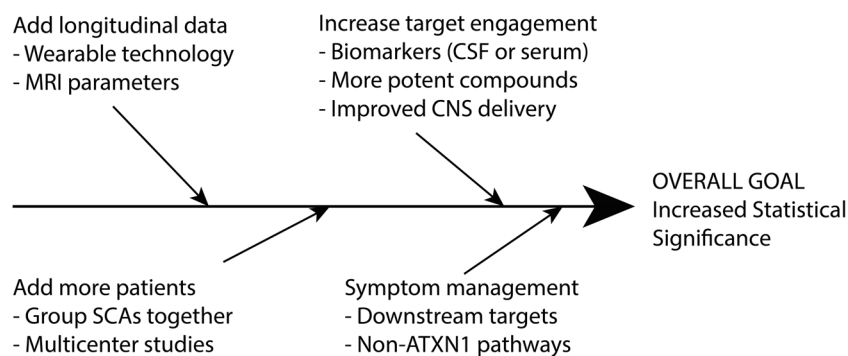 Add longitudinal data
- Wearable technology
- MRI parameters
Increase target engagement
- Biomarkers (CSF or serum)
- More potent compounds
- Improved CNS delivery
OVERALL GOAL
Increased Statistical
Significance
Add more patients
- Group SCAs together
- Multicenter studies
Symptom management
- Downstream targets
- Non-ATXN1 pathways